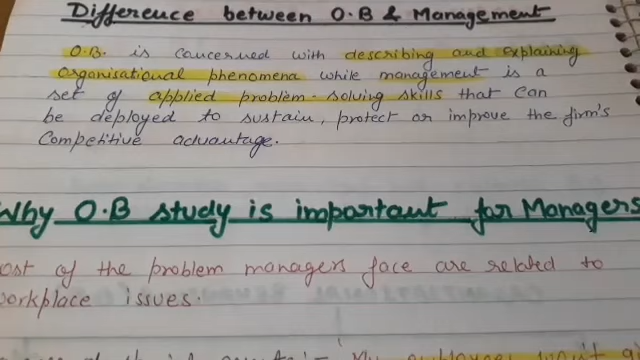 Difference between O.B & Management
O.B. is concerned with describing and explaining
organisational phenomena while management is a
set of applied problem-solving skills that can
be deployed to sustain, protect or improve the firm's
Competitive advantage.
Why O.B study is important for Managers
ost of the problem managers face are related to
workplace issues.